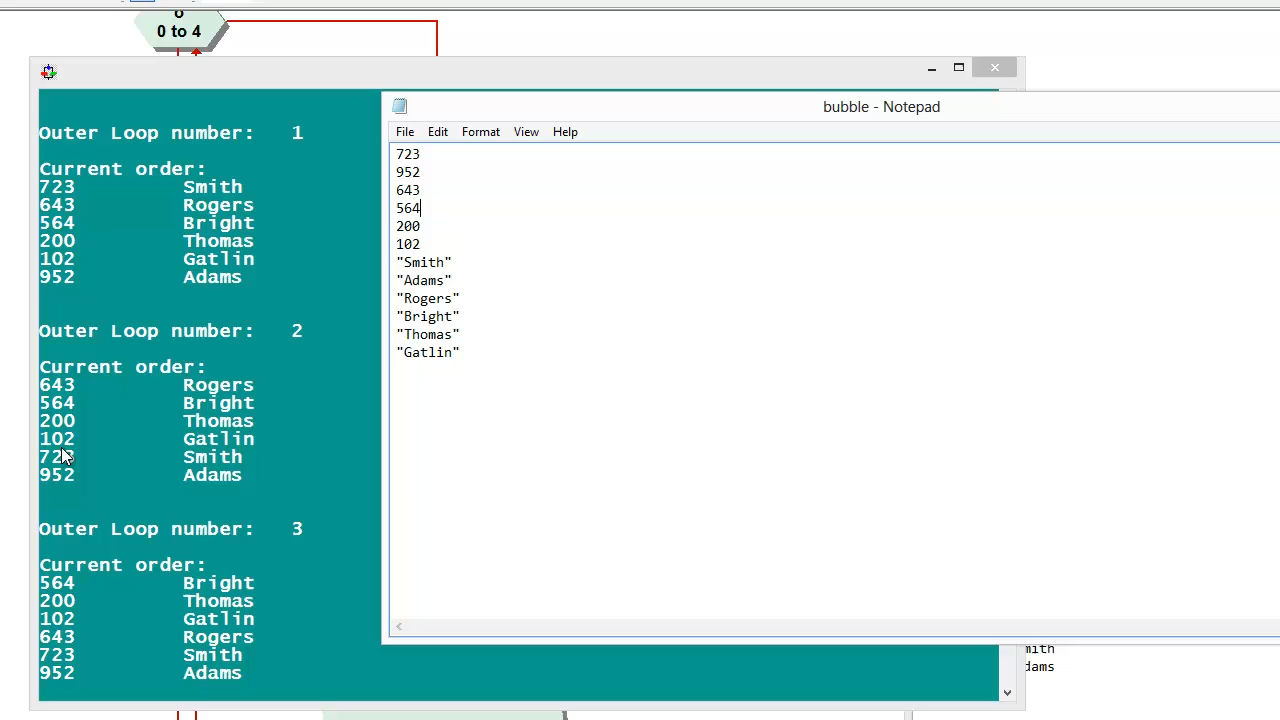 o
0 to 4
Outer Loop number: 1
Current order:
723 Smith
643 Rogers
564 Bright
200 Thomas
102 Gatlin
952 Adams
Outer Loop number: 2
Current order:
643 Rogers
564 Bright
200 Thomas
102 Gatlin
723 Smith
952 Adams
Outer Loop number: 3
Current order:
564 Bright
200 Thomas
102 Gatlin
643 Rogers
723 Smith
952 Adams
bubble - Notepad
File Edit Format View Help
723
952
643
564
200
102
"Smith"
"Adams"
"Rogers"
"Bright"
"Thomas"
"Gatlin"
mith
dams